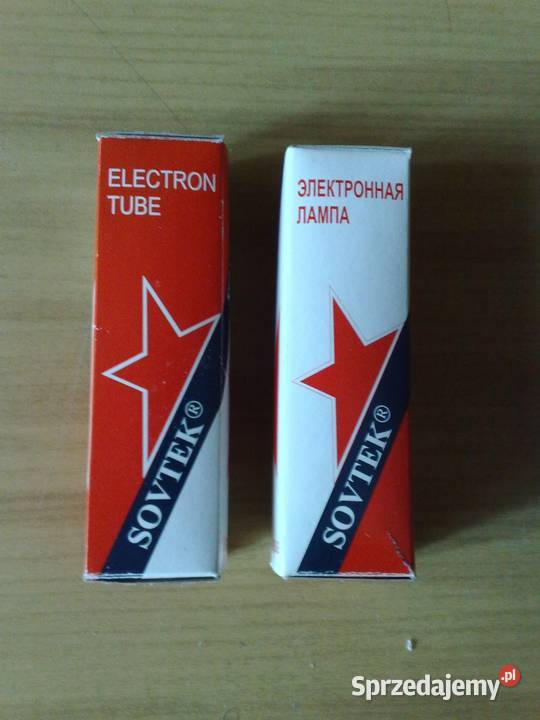 ELECTRON
TUBE
SOVTEK®
ЭЛЕКТРОННАЯ
ЛАМПА
SOVTEK®
Sprzedajemy.pl